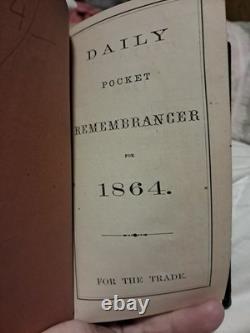 DAILY
POCKET
REMEMBRANCER
FOR
1864.
FOR THE TRADE.